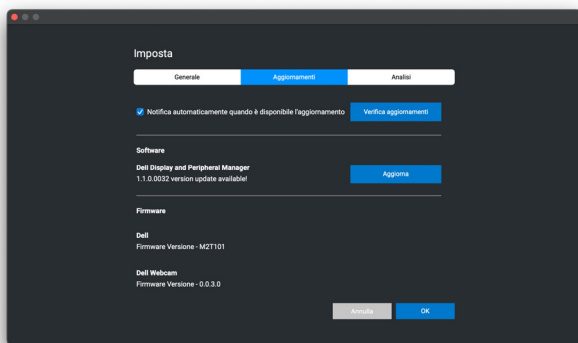 Imposta
Generale Aggiornamenti Analisi
Notifica automaticamente quando è disponibile l'aggiornamento Verifica aggiornamenti
Software
Dell Display and Peripheral Manager
1.1.0.0032 version update available! Aggiorna
Firmware
Dell
Firmware Versione - M2T101
Dell Webcam
Firmware Versione - 0.0.3.0
Annulla OK